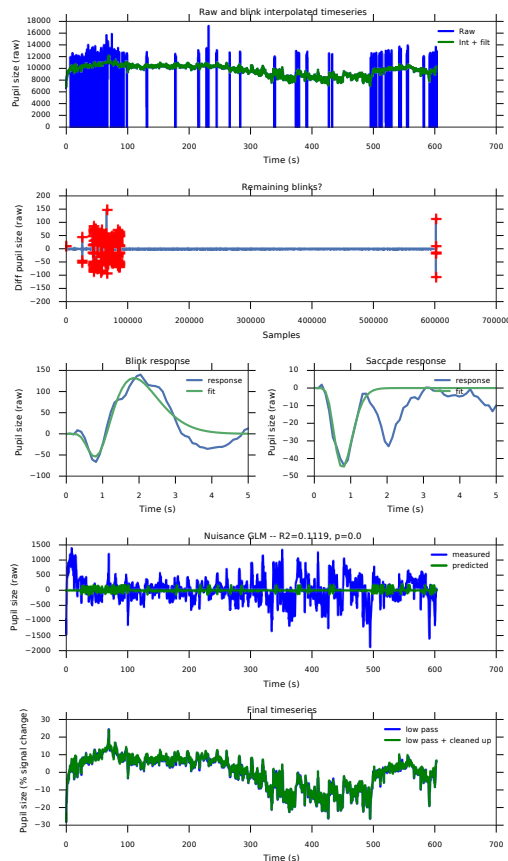 Raw and blink interpolated timeseries
18000
16000
14000
12000
10000
8000
6000
4000
2000
0
Pupil size (raw)
Raw
Int + filt
0 100 200 300 400 500 600 700
Time (s)
Remaining blinks?
200
150
100
50
0
−50
−100
−150
−200
Diff pupil size (raw)
0 100000 200000 300000 400000 500000 600000 700000
Samples
Blink response
150
100
50
0
−50
−100
Pupil size (raw)
response
fit
0 1 2 3 4 5
Time (s)
Saccade response
10
0
−10
−20
−30
−40
−50
Pupil size (raw)
response
fit
0 1 2 3 4 5
Time (s)
Nuisance GLM -- R2=0.1119, p=0.0
1500
1000
500
0
−500
−1000
−1500
−2000
Pupil size (raw)
measured
predicted
0 100 200 300 400 500 600 700
Time (s)
Final timeseries
30
20
10
0
−10
−20
−30
Pupil size (% signal change)
low pass
low pass + cleaned up
0 100 200 300 400 500 600 700
Time (s)